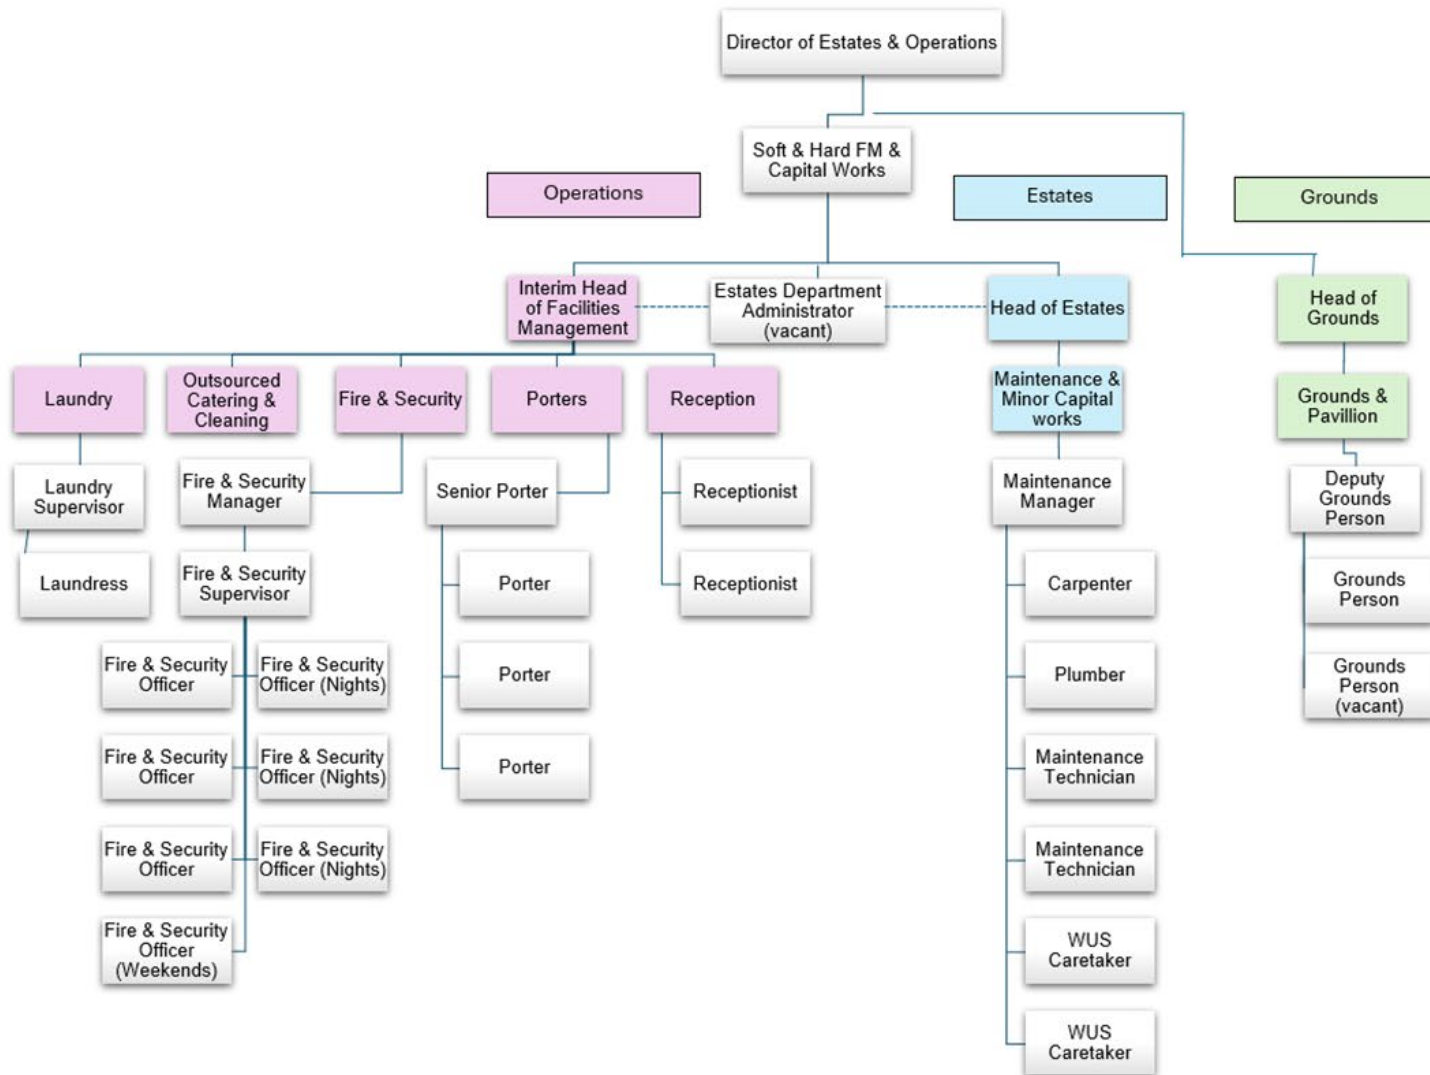 Director of Estates & Operations
Soft & Hard FM &
Capital Works
Operations
Estates
Grounds
Interim Head
of Facilities
Management
Estates Department
Administrator
(vacant)
Head of Estates
Head of
Grounds
Laundry
Outsourced
Catering &
Cleaning
Fire & Security
Porters
Reception
Maintenance &
Minor Capital
works
Grounds &
Pavillion
Laundry
Supervisor
Fire & Security
Manager
Senior Porter
Receptionist
Maintenance
Manager
Deputy
Grounds
Person
Laundress
Fire & Security
Supervisor
Porter
Receptionist
Carpenter
Grounds
Person
Fire & Security
Officer
Fire & Security
Officer (Nights)
Porter
Plumber
Grounds
Person
(vacant)
Fire & Security
Officer
Fire & Security
Officer (Nights)
Porter
Maintenance
Technician
Fire & Security
Officer
Fire & Security
Officer (Nights)
Maintenance
Technician
Fire & Security
Officer
(Weekends)
WUS
Caretaker
WUS
Caretaker